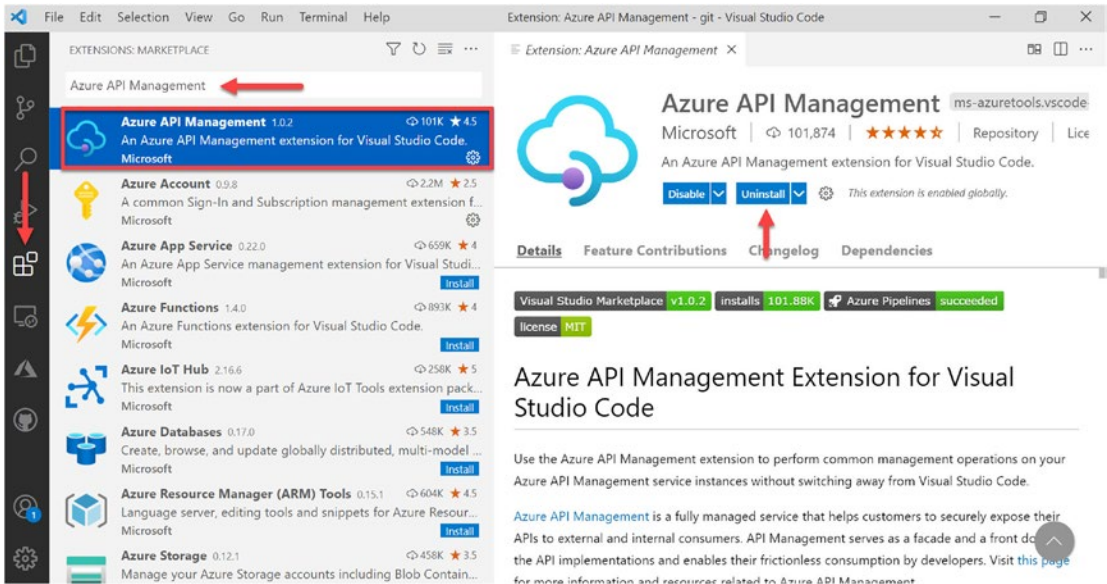 File Edit Selection View Go Run Terminal Help
Extension: Azure API Management - git - Visual Studio Code
EXTENSIONS: MARKETPLACE
Azure API Management
Azure API Management 1.0.2 101K 4.5
An Azure API Management extension for Visual Studio Code.
Microsoft
Azure Account 0.9.8 2.2M 2.5
A common Sign-In and Subscription management extension f...
Microsoft
Azure App Service 0.22.0 659K 4
An Azure App Service management extension for Visual Studi...
Microsoft Install
Azure Functions 1.4.0 893K 4
An Azure Functions extension for Visual Studio Code.
Microsoft Install
Azure IoT Hub 2.16.6 258K 5
This extension is now a part of Azure IoT Tools extension pack...
Microsoft Install
Azure Databases 0.17.0 548K 3.5
Create, browse, and update globally distributed, multi-model ...
Microsoft Install
Azure Resource Manager (ARM) Tools 0.15.1 604K 4.5
Language server, editing tools and snippets for Azure Resour...
Microsoft Install
Azure Storage 0.12.1 458K 3.5
Manage your Azure Storage accounts including Blob Contain...
1
Extension: Azure API Management
Azure API Management ms-azuretools.vscode-
Microsoft 101,874 Repository Lice
An Azure API Management extension for Visual Studio Code.
Disable Uninstall This extension is enabled globally.
Details Feature Contributions Changelog Dependencies
Visual Studio Marketplace v1.0.2 installs 101.88K Azure Pipelines succeeded
license MIT
Azure API Management Extension for Visual
Studio Code
Use the Azure API Management extension to perform common management operations on your
Azure API Management service instances without switching away from Visual Studio Code.
Azure API Management is a fully managed service that helps customers to securely expose their
APIs to external and internal consumers. API Management serves as a facade and a front do
the API implementations and enables their frictionless consumption by developers. Visit this page
for more information and resources related to Azure API Management.